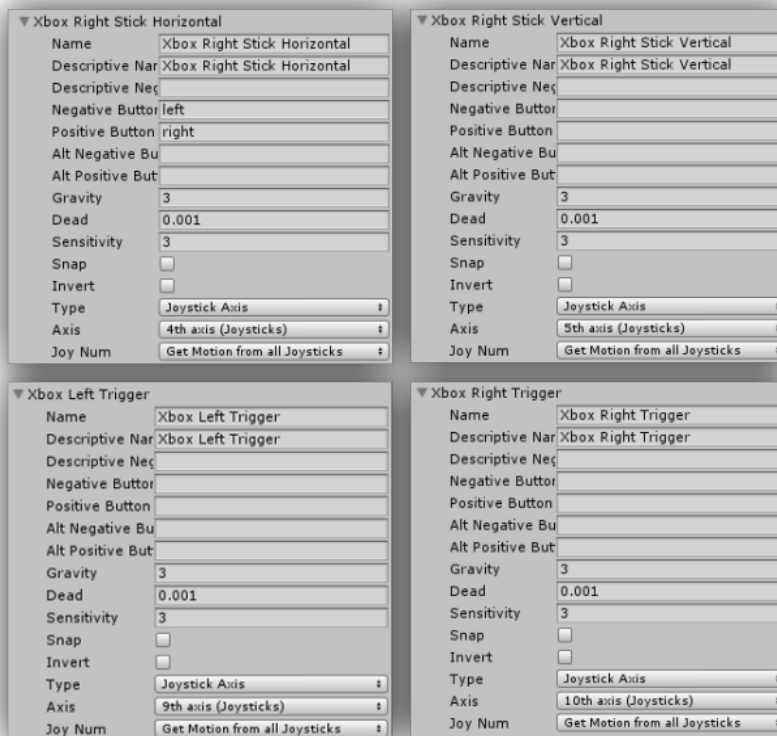 Xbox Right Stick Horizontal
Name Xbox Right Stick Horizontal
Descriptive Nar Xbox Right Stick Horizontal
Descriptive Neg
Negative Button left
Positive Button right
Alt Negative Bu
Alt Positive But
Gravity 3
Dead 0.001
Sensitivity 3
Snap
Invert
Type Joystick Axis
Axis 4th axis (Joysticks)
Joy Num Get Motion from all Joysticks
Xbox Right Stick Vertical
Name Xbox Right Stick Vertical
Descriptive Nar Xbox Right Stick Vertical
Descriptive Neg
Negative Button
Positive Button
Alt Negative Bu
Alt Positive But
Gravity 3
Dead 0.001
Sensitivity 3
Snap
Invert
Type Joystick Axis
Axis 5th axis (Joysticks)
Joy Num Get Motion from all Joysticks
Xbox Left Trigger
Name Xbox Left Trigger
Descriptive Nar Xbox Left Trigger
Descriptive Neg
Negative Button
Positive Button
Alt Negative Bu
Alt Positive But
Gravity 3
Dead 0.001
Sensitivity 3
Snap
Invert
Type Joystick Axis
Axis 9th axis (Joysticks)
Joy Num Get Motion from all Joysticks
Xbox Right Trigger
Name Xbox Right Trigger
Descriptive Nar Xbox Right Trigger
Descriptive Neg
Negative Button
Positive Button
Alt Negative Bu
Alt Positive But
Gravity 3
Dead 0.001
Sensitivity 3
Snap
Invert
Type Joystick Axis
Axis 10th axis (Joysticks)
Joy Num Get Motion from all Joysticks